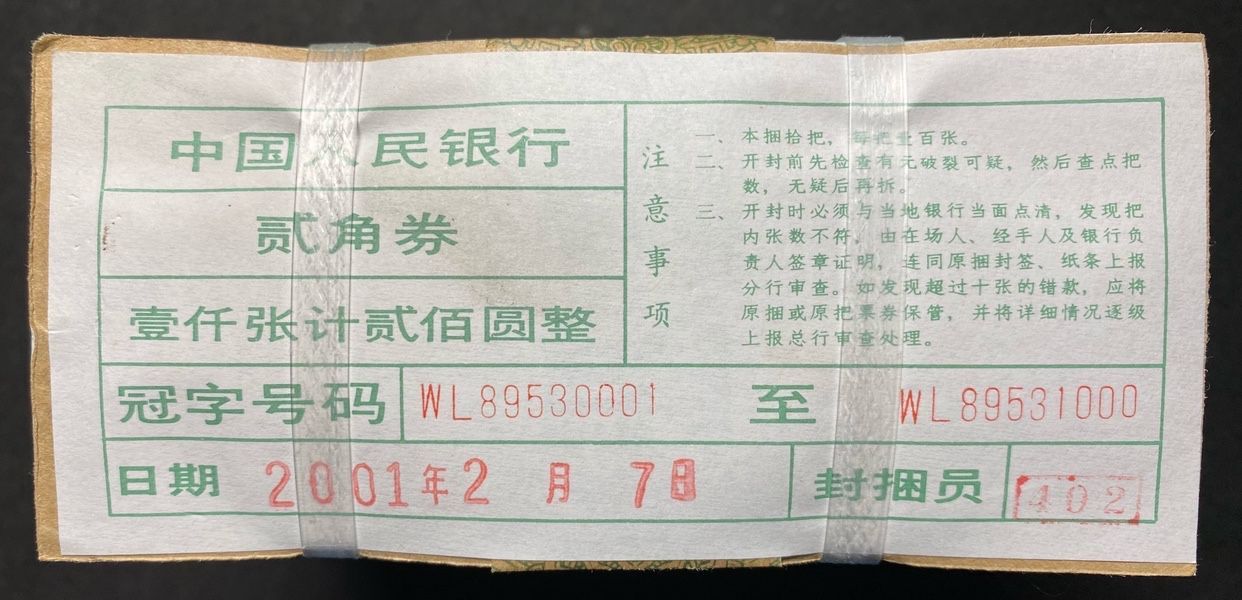 中国人民银行
贰角券
壹仟张计贰佰圆整
注意事项
一、本捆拾把，每把壹百张。
二、开封前先检查有无破裂可疑，然后查点把
数，无疑后再拆。
三、开封时必须与当地银行当面点清，发现把
内张数不符，由在场人、经手人及银行负
责人签章证明，连同原捆封签、纸条上报
分行审查。如发现超过十张的错款，应将
原捆或原把票券保管，并将详细情况逐级
上报总行审查处理。
冠字号码 WL89530001 至 WL89531000
日期 2001年2月7日 封捆员 402